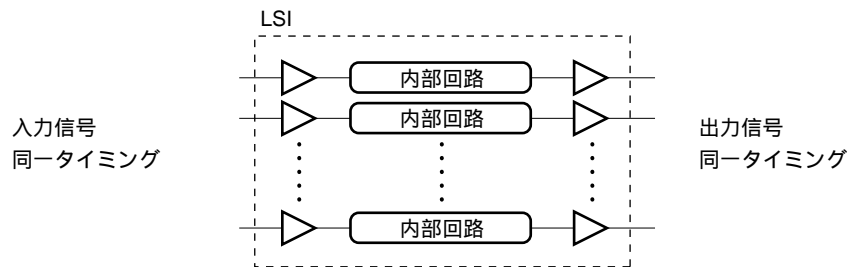 LSI
内部回路
内部回路
入力信号
同一タイミング
出力信号
同一タイミング
内部回路